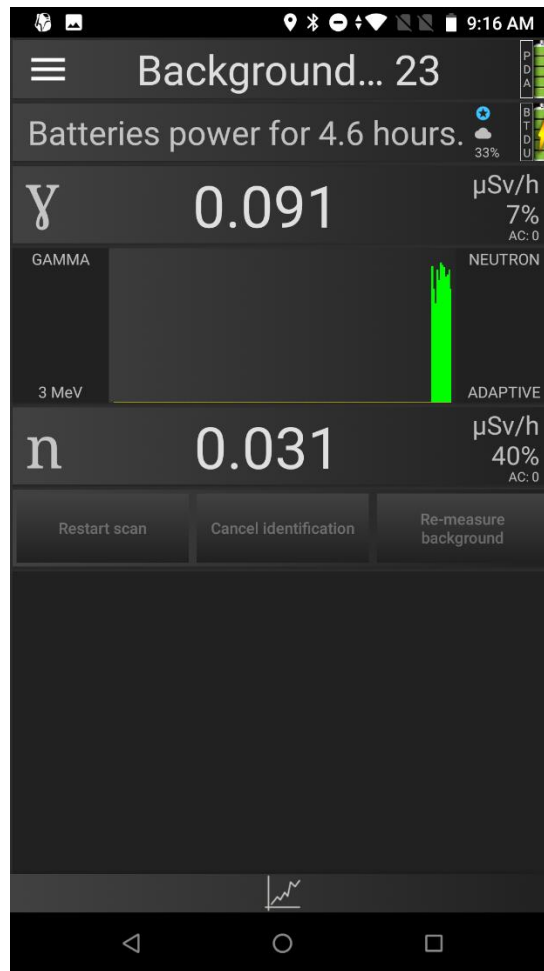 9:16 AM
Background... 23
PDA
Batteries power for 4.6 hours.
33%
BTDU
γ 0.091 µSv/h
7%
AC: 0
GAMMA
NEUTRON
3 MeV
ADAPTIVE
n 0.031 µSv/h
40%
AC: 0
Restart scan
Cancel identification
Re-measure
background